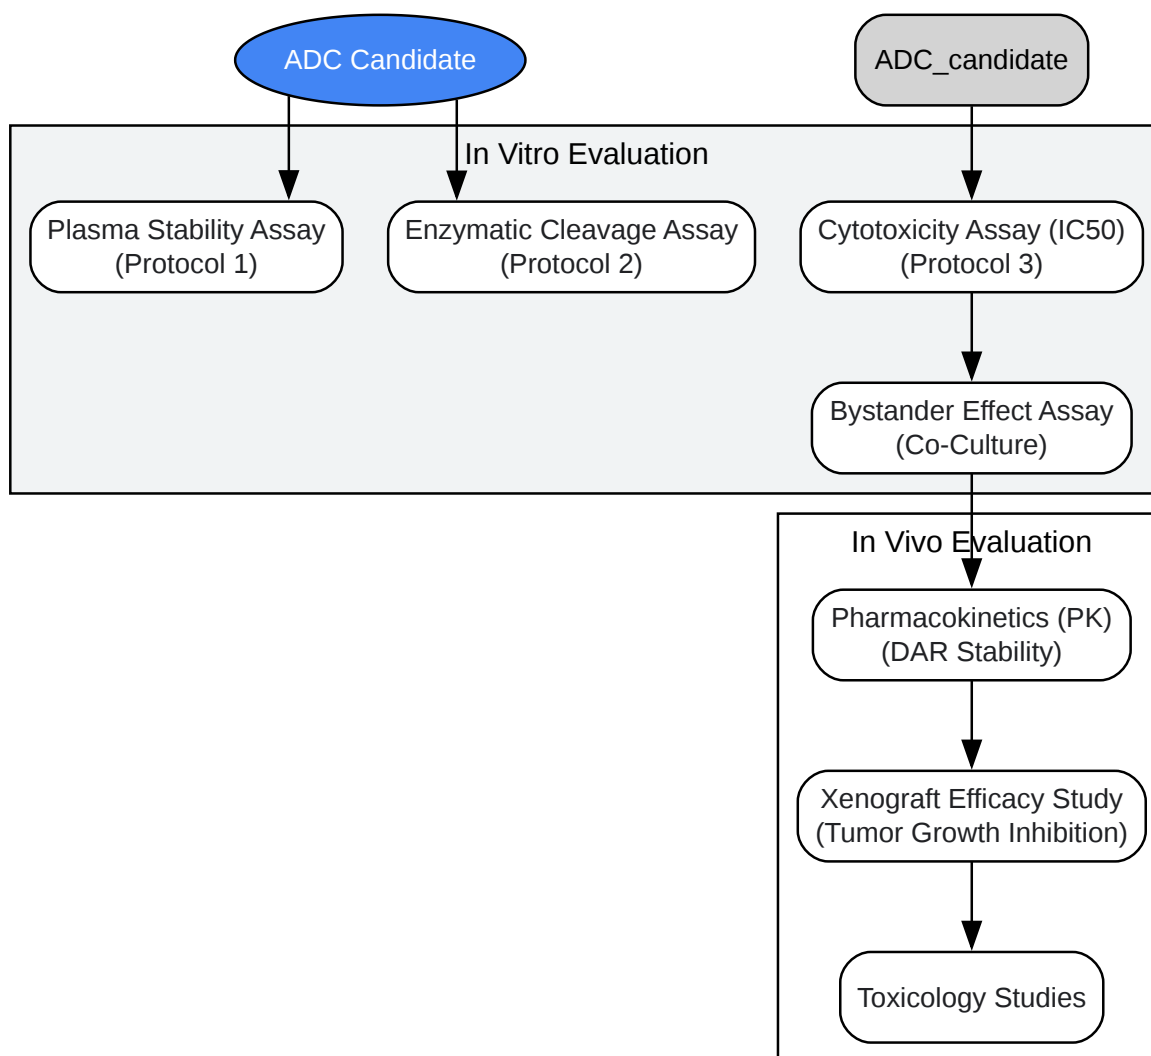 ADC Candidate
ADC_candidate
In Vitro Evaluation
Plasma Stability Assay
(Protocol 1)
Enzymatic Cleavage Assay
(Protocol 2)
Cytotoxicity Assay (IC50)
(Protocol 3)
Bystander Effect Assay
(Co-Culture)
In Vivo Evaluation
Pharmacokinetics (PK)
(DAR Stability)
Xenograft Efficacy Study
(Tumor Growth Inhibition)
Toxicology Studies